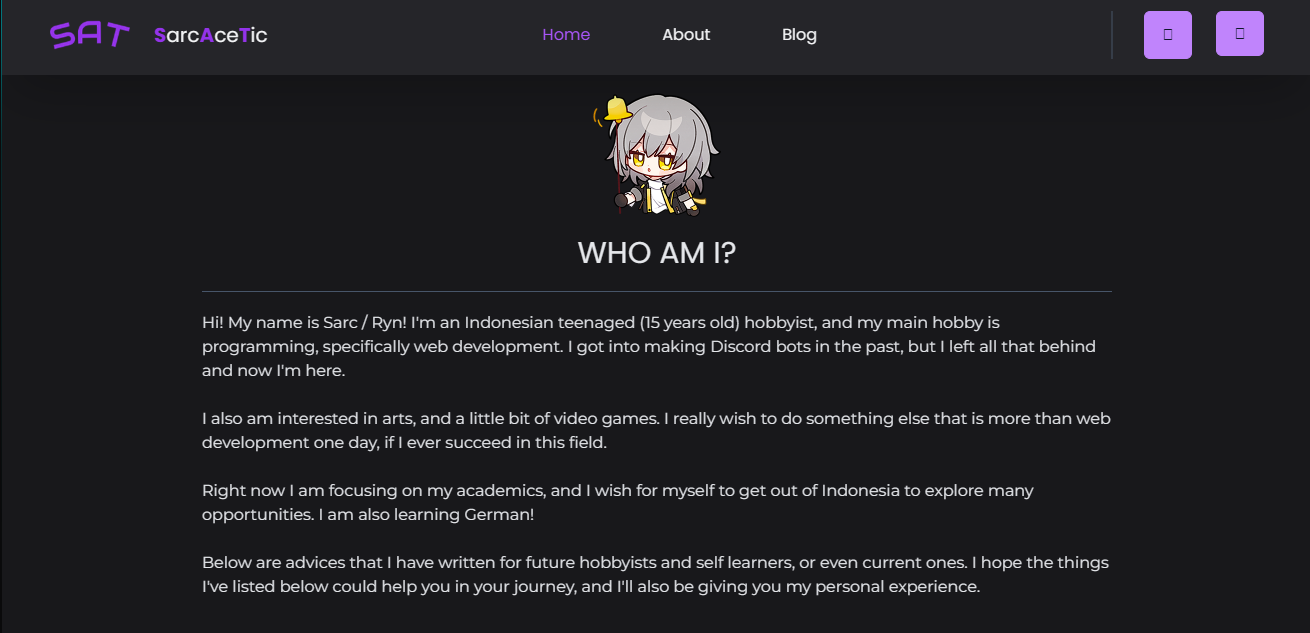 SAT SarcAceTic Home About Blog
WHO AM I?
Hi! My name is Sarc / Ryn! I'm an Indonesian teenaged (15 years old) hobbyist, and my main hobby is
programming, specifically web development. I got into making Discord bots in the past, but I left all that behind
and now I'm here.
I also am interested in arts, and a little bit of video games. I really wish to do something else that is more than web
development one day, if I ever succeed in this field.
Right now I am focusing on my academics, and I wish for myself to get out of Indonesia to explore many
opportunities. I am also learning German!
Below are advices that I have written for future hobbyists and self learners, or even current ones. I hope the things
I've listed below could help you in your journey, and I'll also be giving you my personal experience.